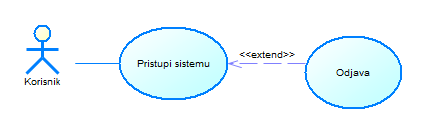 <<extend>>
Pristupi sistemu
Odjava
Korisnik